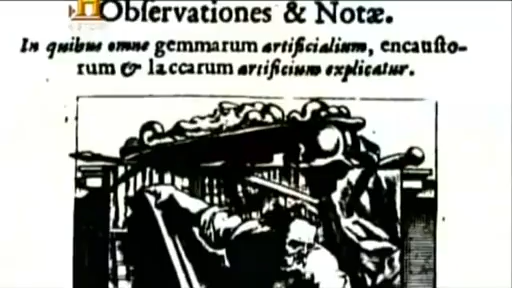 Obſervationes & Notæ.
In quibus omne gemmarum artificialium, encauſto-
rum & laccarum artificium explicatur.